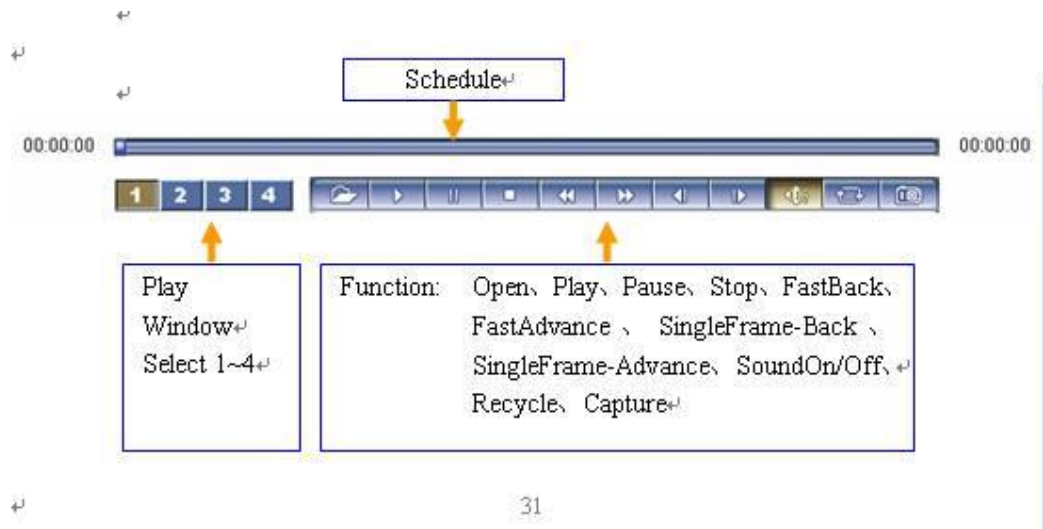 Schedule
00:00:00 00:00:00
1 2 3 4
Play
Window
Select 1~4
Function: Open、Play、Pause、Stop、FastBack、
FastAdvance 、 SingleFrame-Back 、
SingleFrame-Advance、SoundOn/Off、
Recycle、Capture
31